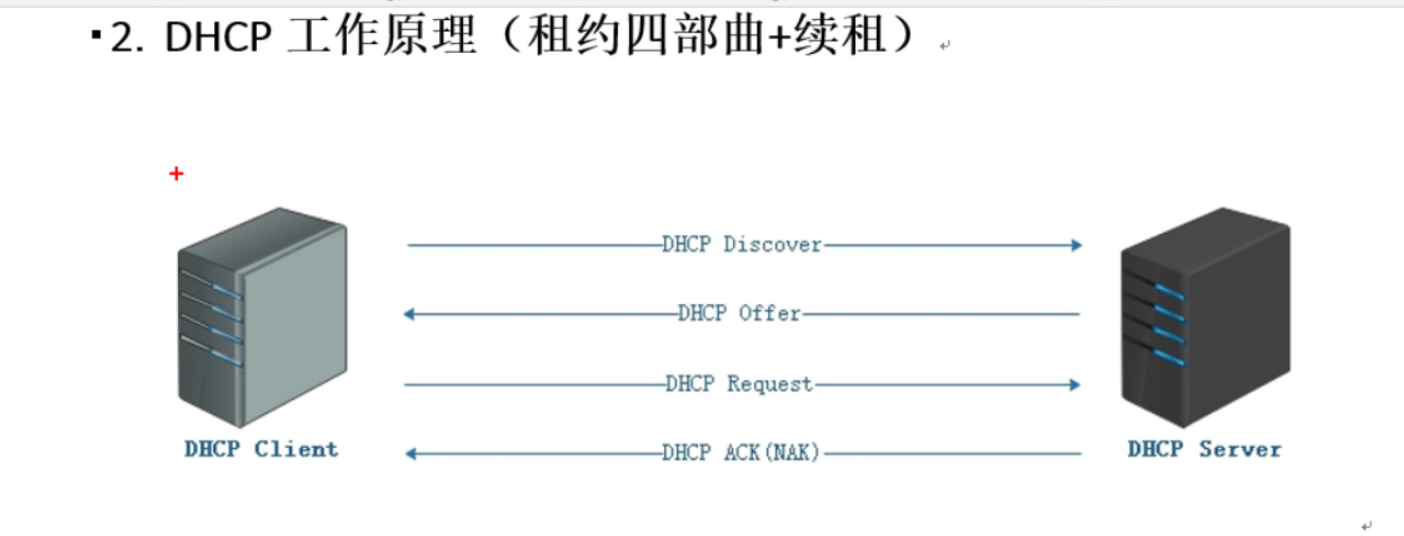 ▪2. DHCP 工作原理（租约四部曲+续租）
DHCP Discover
DHCP Offer
DHCP Request
DHCP ACK(NAK)
DHCP Client
DHCP Server